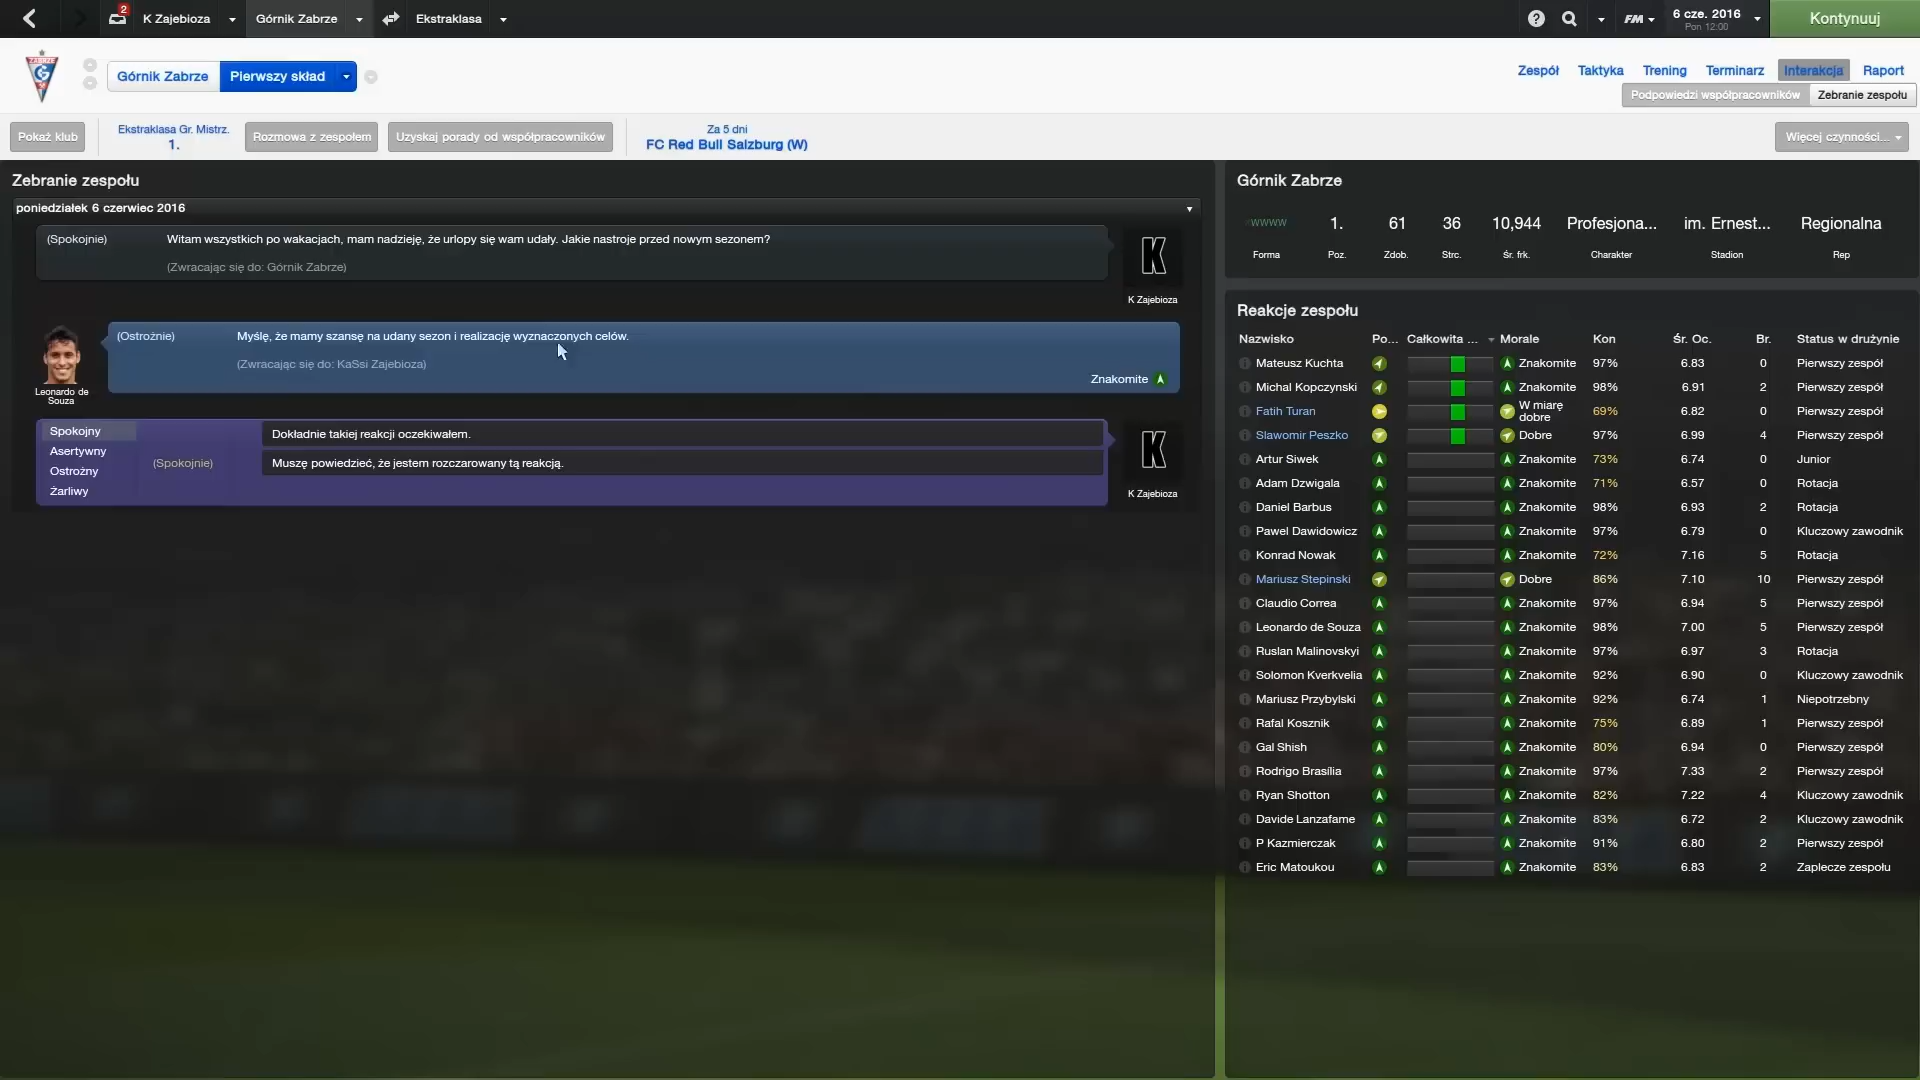 2
K Zajebioza
Górnik Zabrze
Ekstraklasa
FM
6 cze. 2016
Pon 12:00
Kontynuuj
Górnik Zabrze
Pierwszy skład
Zespół Taktyka Trening Terminarz Interakcja Raport
Podpowiedzi współpracowników Zebranie zespołu
Pokaż klub
Ekstraklasa Gr. Mistrz.
1.
Rozmowa z zespołem
Uzyskaj porady od współpracowników
Za 5 dni
FC Red Bull Salzburg (W)
Więcej czynności...
Zebranie zespołu
poniedziałek 6 czerwiec 2016
(Spokojnie) Witam wszystkich po wakacjach, mam nadzieję, że urlopy się wam udały. Jakie nastroje przed nowym sezonem?
(Zwracając się do: Górnik Zabrze)
K
K Zajebioza
(Ostrożnie) Myślę, że mamy szansę na udany sezon i realizację wyznaczonych celów.
(Zwracając się do: KaSsi Zajebioza)
Znakomite
Leonardo de
Souza
Spokojny
Asertywny
Ostrożny
Żarliwy
(Spokojnie)
Dokładnie takiej reakcji oczekiwałem.
Muszę powiedzieć, że jestem rozczarowany tą reakcją.
K
K Zajebioza
Górnik Zabrze
WWWW 1. 61 36 10,944 Profesjona... im. Ernest... Regionalna
Forma Poz. Zdob. Strc. Śr. frk. Charakter Stadion Rep
Reakcje zespołu
Nazwisko Po... Całkowita ... Morale Kon Śr. Oc. Br. Status w drużynie
Mateusz Kuchta Znakomite 97% 6.83 0 Pierwszy zespół
Michal Kopczynski Znakomite 98% 6.91 2 Pierwszy zespół
Fatih Turan W miarę dobre 69% 6.82 0 Pierwszy zespół
Slawomir Peszko Dobre 97% 6.99 4 Pierwszy zespół
Artur Siwek Znakomite 73% 6.74 0 Junior
Adam Dzwigala Znakomite 71% 6.57 0 Rotacja
Daniel Barbus Znakomite 98% 6.93 2 Rotacja
Pawel Dawidowicz Znakomite 97% 6.79 0 Kluczowy zawodnik
Konrad Nowak Znakomite 72% 7.16 5 Rotacja
Mariusz Stepinski Dobre 86% 7.10 10 Pierwszy zespół
Claudio Correa Znakomite 97% 6.94 5 Pierwszy zespół
Leonardo de Souza Znakomite 98% 7.00 5 Pierwszy zespół
Ruslan Malinovskyi Znakomite 97% 6.97 3 Rotacja
Solomon Kverkvelia Znakomite 92% 6.90 0 Kluczowy zawodnik
Mariusz Przybylski Znakomite 92% 6.74 1 Niepotrzebny
Rafal Kosznik Znakomite 75% 6.89 1 Pierwszy zespół
Gal Shish Znakomite 80% 6.94 0 Pierwszy zespół
Rodrigo Brasília Znakomite 97% 7.33 2 Pierwszy zespół
Ryan Shotton Znakomite 82% 7.22 4 Kluczowy zawodnik
Davide Lanzafame Znakomite 83% 6.72 2 Kluczowy zawodnik
P Kazmierczak Znakomite 91% 6.80 2 Pierwszy zespół
Eric Matoukou Znakomite 83% 6.83 2 Zaplecze zespołu